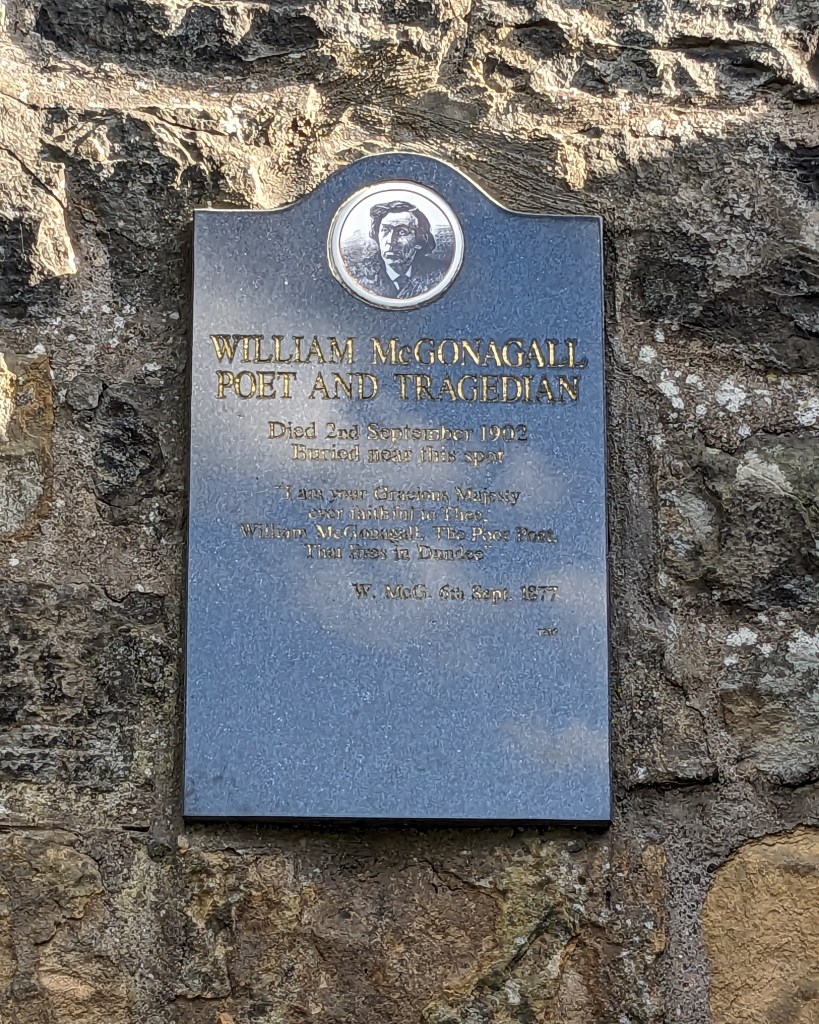 WILLIAM McGONAGALL
POET AND TRAGEDIAN
Died 2nd September 1902
Buried near this spot
"I am your Gracious Majesty
ever faithful to Thee,
William McGonagall, The Poor Poet,
That lives in Dundee"
W. McG. 6th Sept. 1877